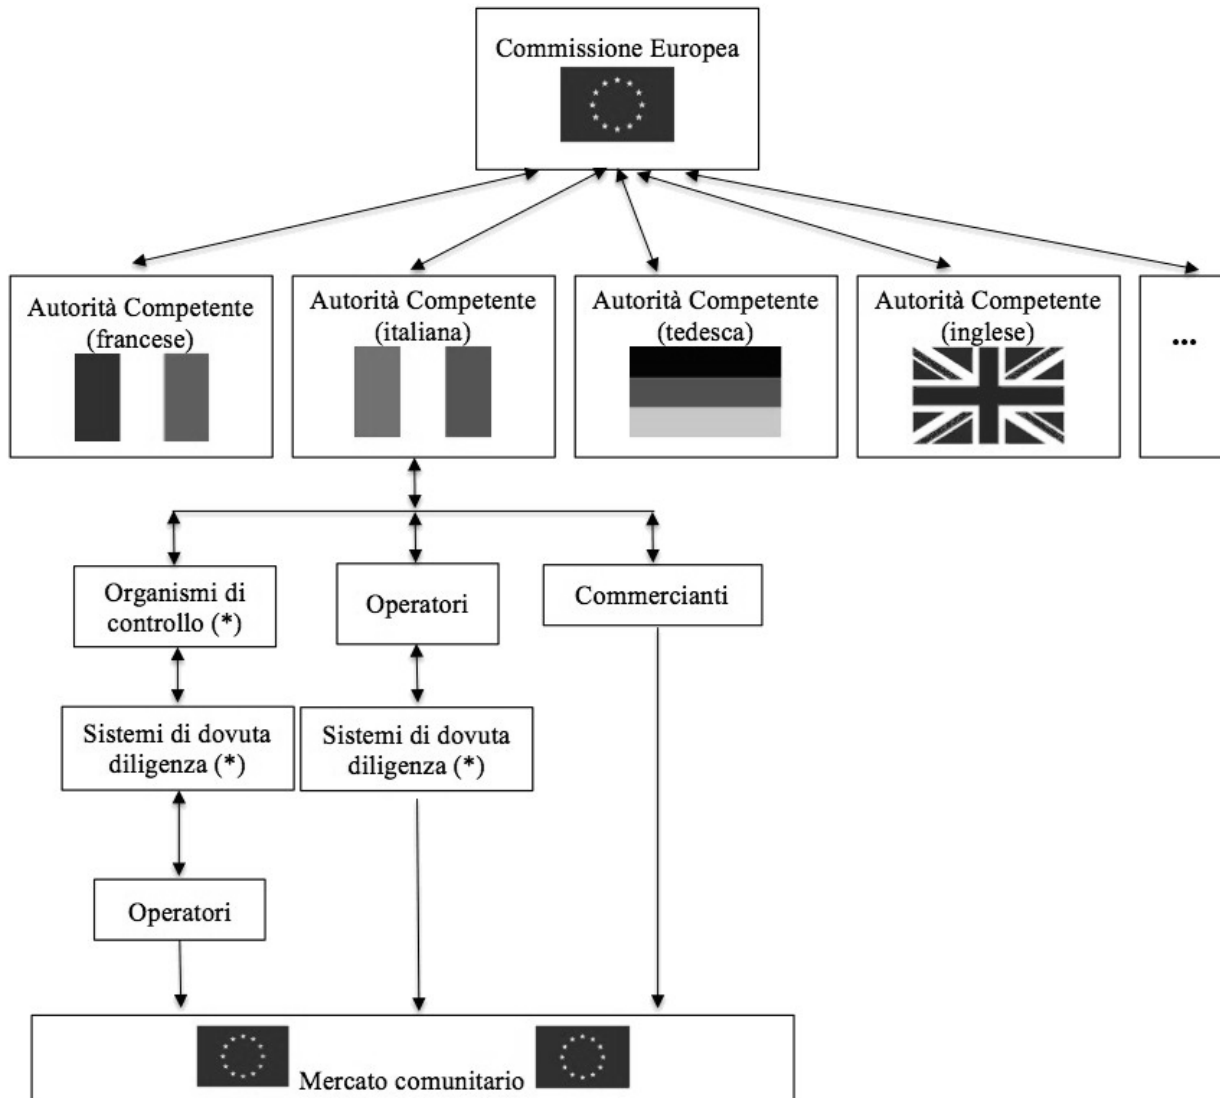 Commissione Europea
Autorità Competente
(francese)
Autorità Competente
(italiana)
Autorità Competente
(tedesca)
Autorità Competente
(inglese)
...
Organismi di
controllo (*)
Operatori
Commercianti
Sistemi di dovuta
diligenza (*)
Sistemi di dovuta
diligenza (*)
Operatori
Mercato comunitario